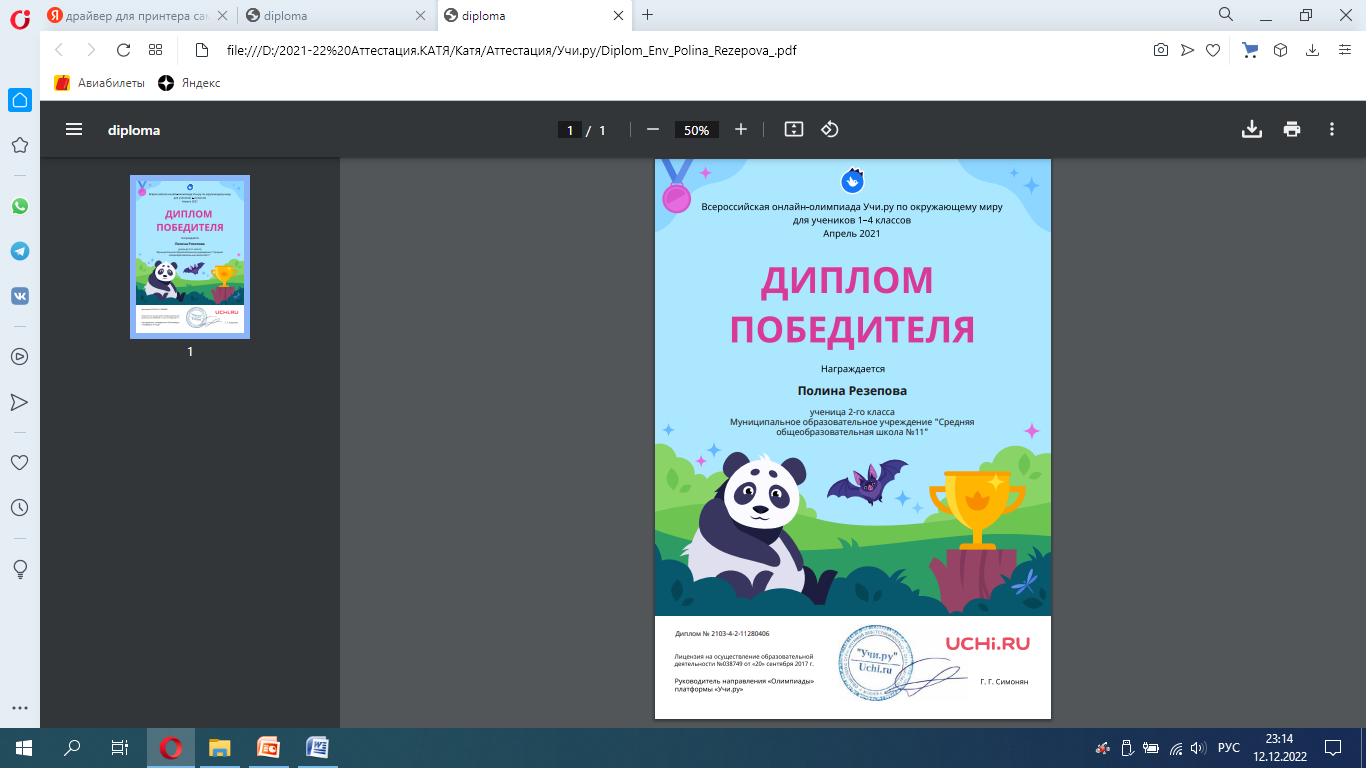 драйвер для принтера сам
diploma
diploma
file:///D:/2021-22%20Аттестация.КАТЯ/Катя/Аттестация/Учи.ру/Diplom_Env_Polina_Rezepova_.pdf
Авиабилеты
Яндекс
diploma
1 / 1
50%
ДИПЛОМ
ПОБЕДИТЕЛЯ
1
Всероссийская онлайн-олимпиада Учи.ру по окружающему миру
для учеников 1–4 классов
Апрель 2021
ДИПЛОМ
ПОБЕДИТЕЛЯ
Награждается
Полина Резепова
ученица 2-го класса
Муниципальное образовательное учреждение "Средняя
общеобразовательная школа №11"
Диплом № 2103-4-2-11280406
Лицензия на осуществление образовательной
деятельности №038749 от «20» сентября 2017 г.
Руководитель направления «Олимпиады»
платформы «Учи.ру»
"Учи.ру"
Uchi.ru
UCHi.RU
Г. Г. Симонян
РУС
23:14
12.12.2022